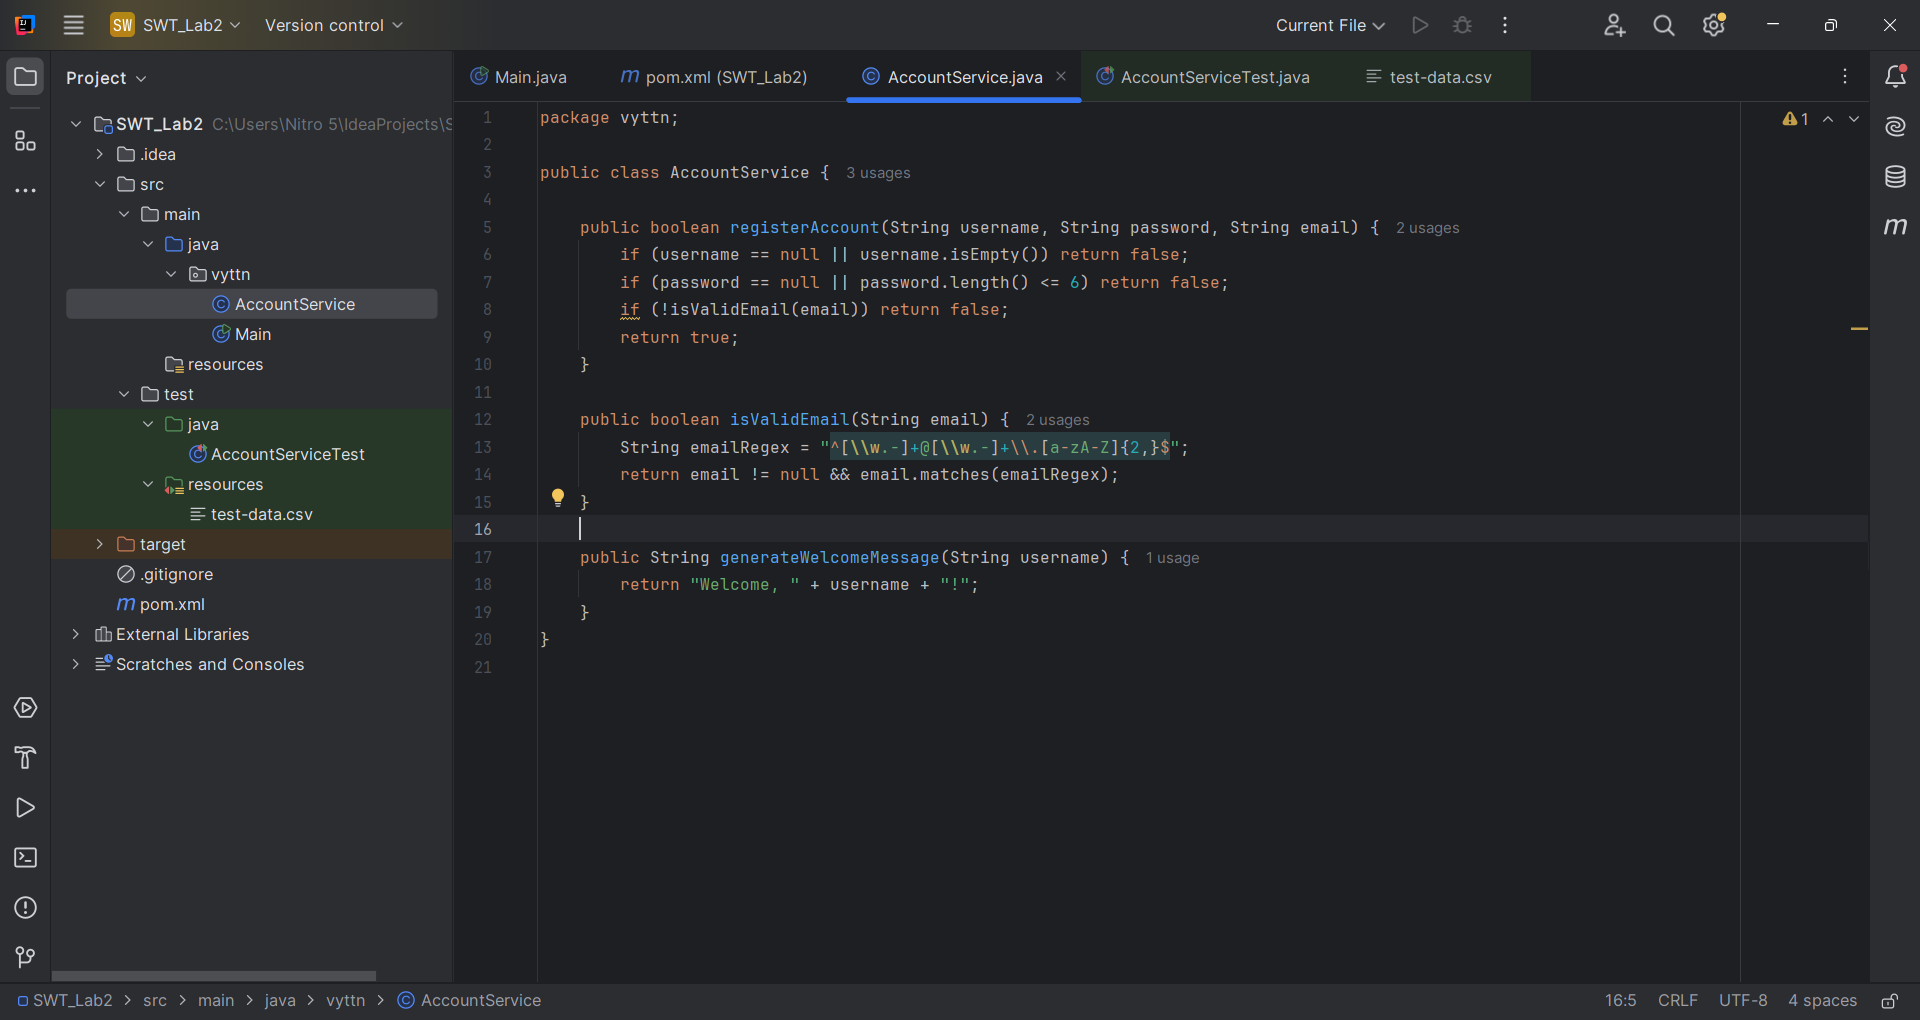 SW SWT_Lab2 Version control Current File
Project
Main.java pom.xml (SWT_Lab2) AccountService.java AccountServiceTest.java test-data.csv
SWT_Lab2 C:\Users\Nitro 5\IdeaProjects\S
.idea
src
main
java
vyttn
AccountService
Main
resources
test
java
AccountServiceTest
resources
test-data.csv
target
.gitignore
m pom.xml
External Libraries
Scratches and Consoles
1 package vyttn;
2
3 public class AccountService { 3 usages
4
5 public boolean registerAccount(String username, String password, String email) { 2 usages
6 if (username == null || username.isEmpty()) return false;
7 if (password == null || password.length() <= 6) return false;
8 if (!isValidEmail(email)) return false;
9 return true;
10 }
11
12 public boolean isValidEmail(String email) { 2 usages
13 String emailRegex = "^[\\w.-]+@[\\w.-]+\\.[a-zA-Z]{2,}$";
14 return email != null && email.matches(emailRegex);
15 }
16
17 public String generateWelcomeMessage(String username) { 1 usage
18 return "Welcome, " + username + "!";
19 }
20 }
21
1
m
SWT_Lab2 > src > main > java > vyttn > AccountService
16:5 CRLF UTF-8 4 spaces